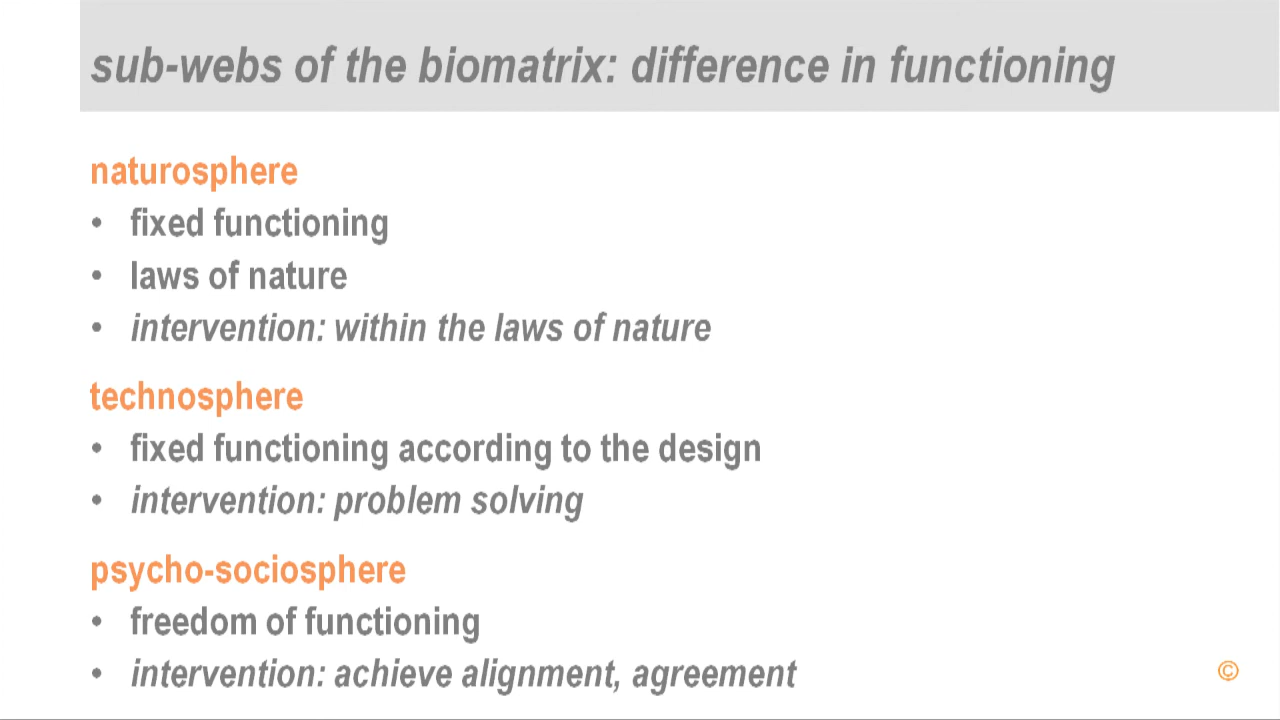 sub-webs of the biomatrix: difference in functioning
naturosphere
• fixed functioning
• laws of nature
• intervention: within the laws of nature
technosphere
• fixed functioning according to the design
• intervention: problem solving
psycho-sociosphere
• freedom of functioning
• intervention: achieve alignment, agreement
©